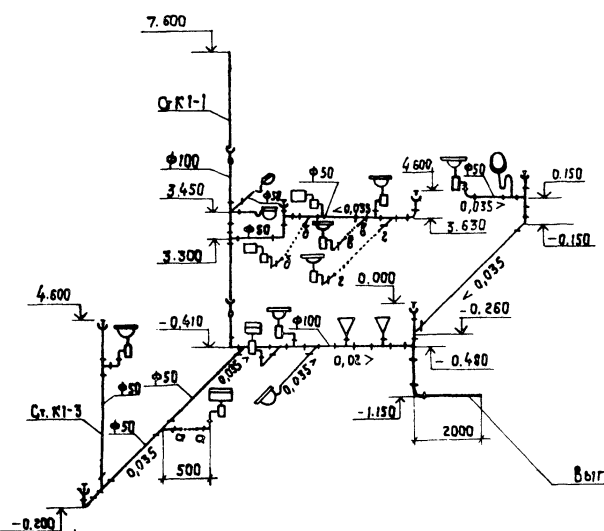 7.600
Ст К1-1
ф100
ф50
3.450
ф50
3.300
ф50
< 0,035
4.600
3.630
ф50
0,035 >
0.150
-0.150
< 0,035
0.000
-0.260
-0.480
-0.410
ф100
0,02 >
0,035 >
0,035 >
4.600
ф50
ф50
ф50
Ст. К1-3
0,035
а
а
б
б
в
в
г
г
500
-1.150
2000
Вып
-0.200